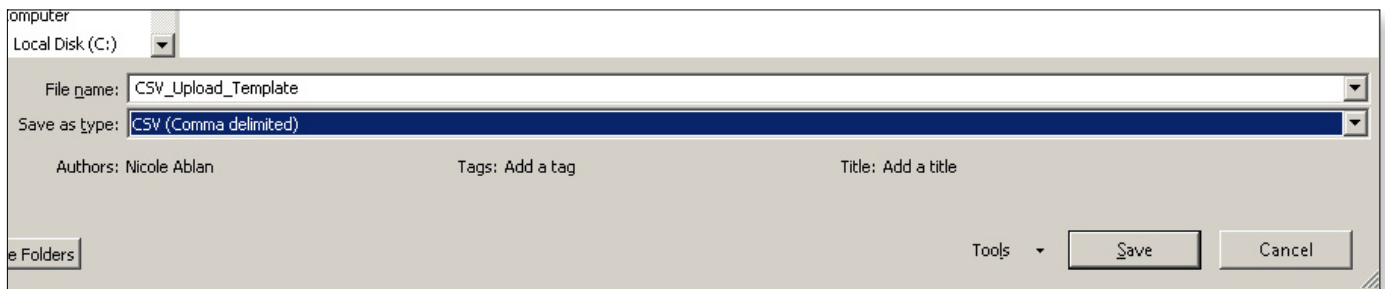 omputer
Local Disk (C:)
File name: CSV_Upload_Template
Save as type: CSV (Comma delimited)
Authors: Nicole Ablan Tags: Add a tag Title: Add a title
e Folders Tools Save Cancel